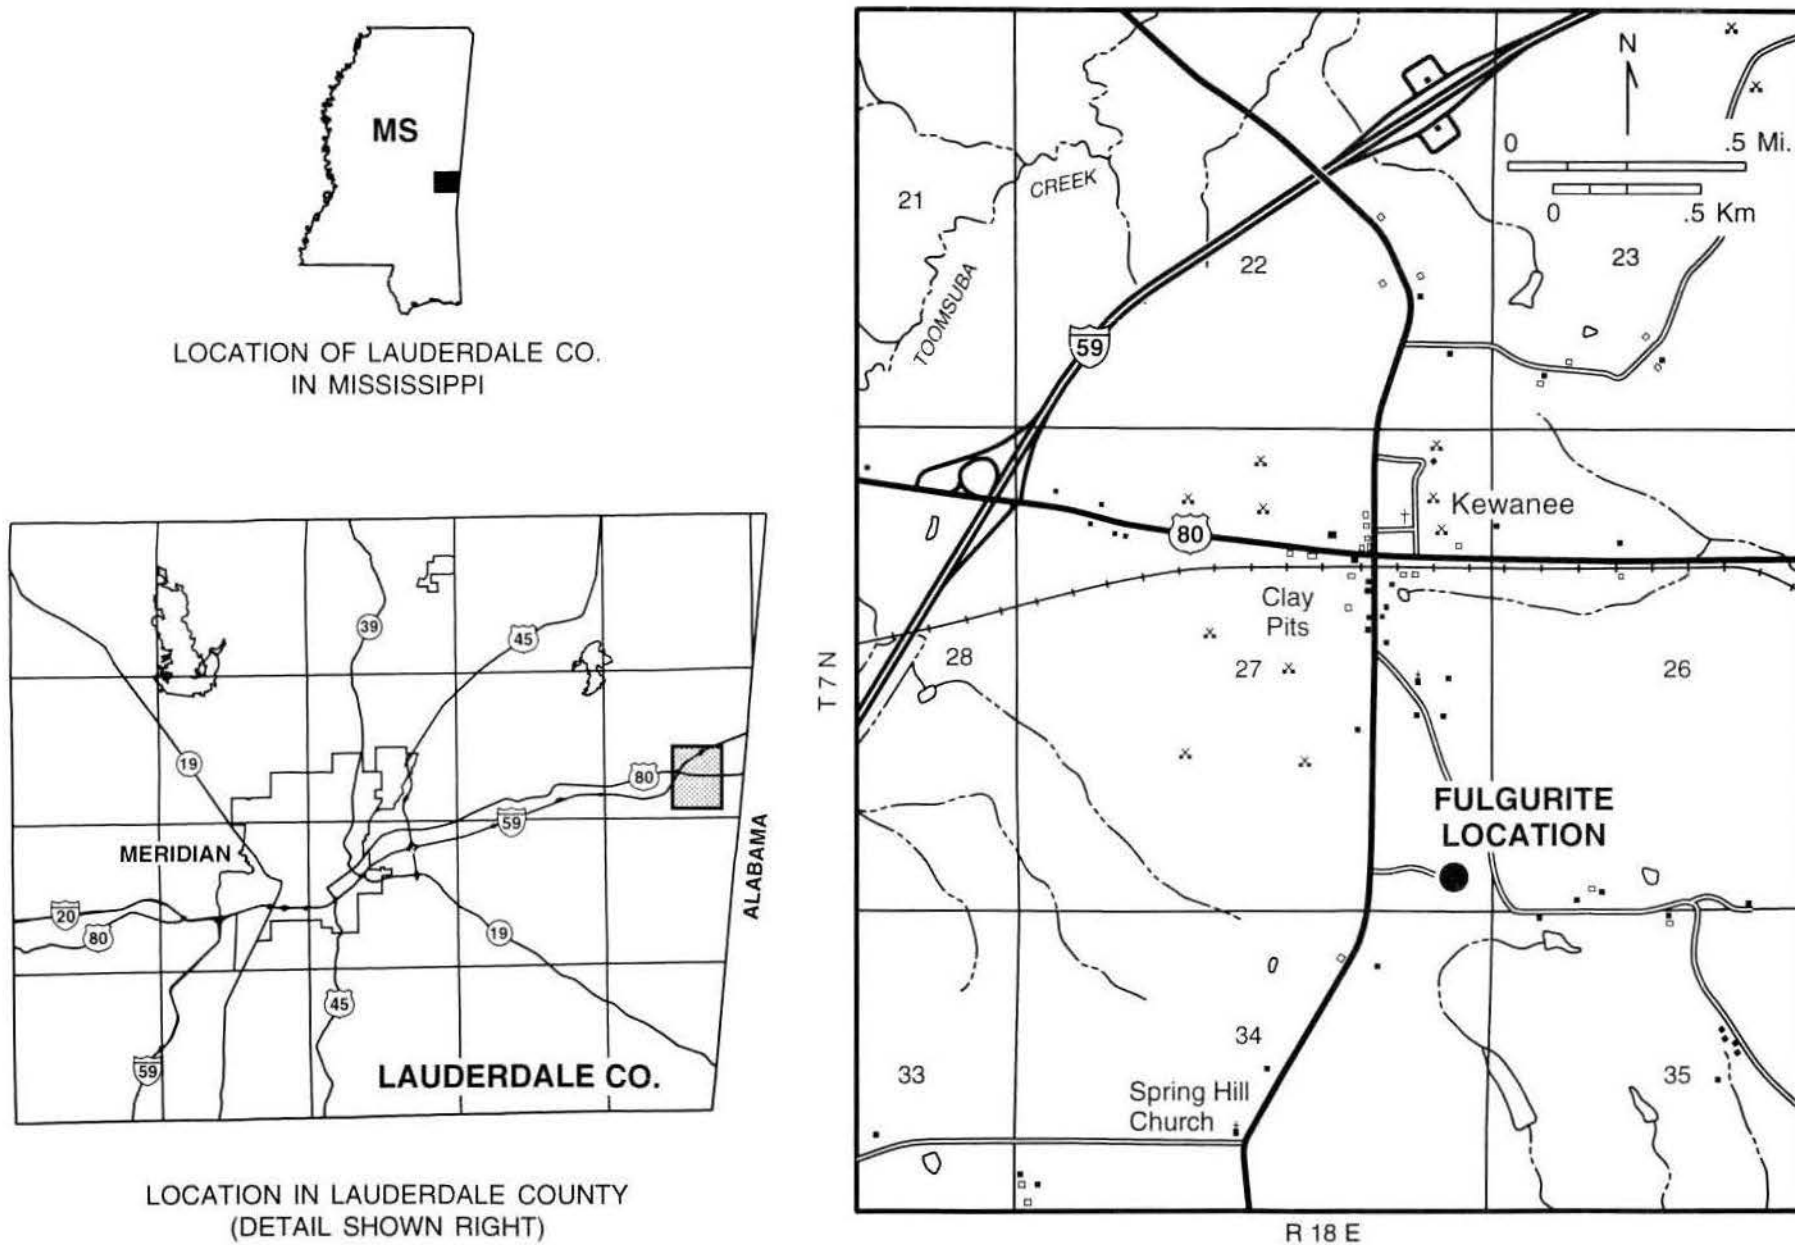 MS
LOCATION OF LAUDERDALE CO.
IN MISSISSIPPI
39
45
19
80
59
MERIDIAN
ALABAMA
20
80
19
45
59
LAUDERDALE CO.
LOCATION IN LAUDERDALE COUNTY
(DETAIL SHOWN RIGHT)
N
0 .5 Mi.
0 .5 Km
21
CREEK
TOOMSUBA
22
23
59
Kewanee
80
Clay
Pits
28
27
26
T 7 N
FULGURITE
LOCATION
34
33
35
Spring Hill
Church
R 18 E